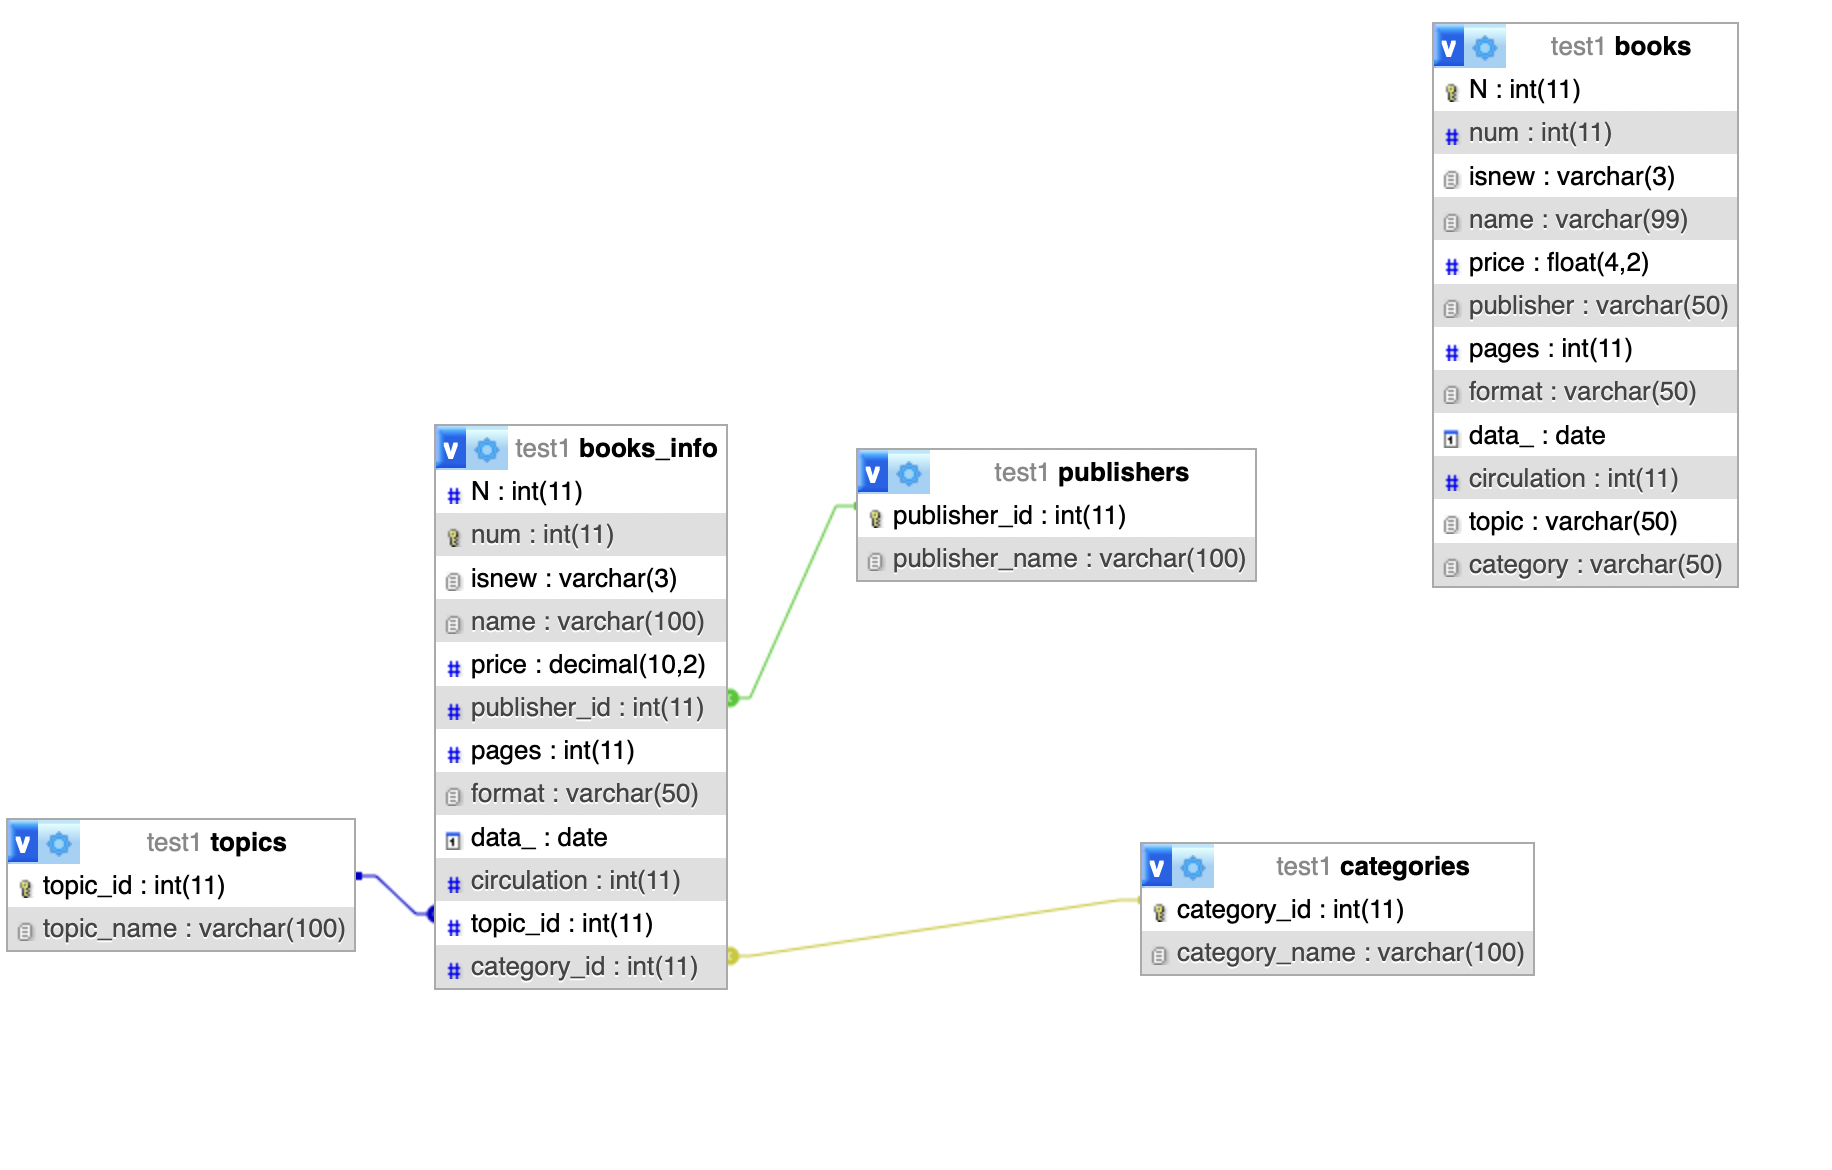 v test1 books
N : int(11)
num : int(11)
isnew : varchar(3)
name : varchar(99)
price : float(4,2)
publisher : varchar(50)
pages : int(11)
format : varchar(50)
data_ : date
circulation : int(11)
topic : varchar(50)
category : varchar(50)
v test1 books_info
N : int(11)
num : int(11)
isnew : varchar(3)
name : varchar(100)
price : decimal(10,2)
publisher_id : int(11)
pages : int(11)
format : varchar(50)
data_ : date
circulation : int(11)
topic_id : int(11)
category_id : int(11)
v test1 publishers
publisher_id : int(11)
publisher_name : varchar(100)
v test1 topics
topic_id : int(11)
topic_name : varchar(100)
v test1 categories
category_id : int(11)
category_name : varchar(100)